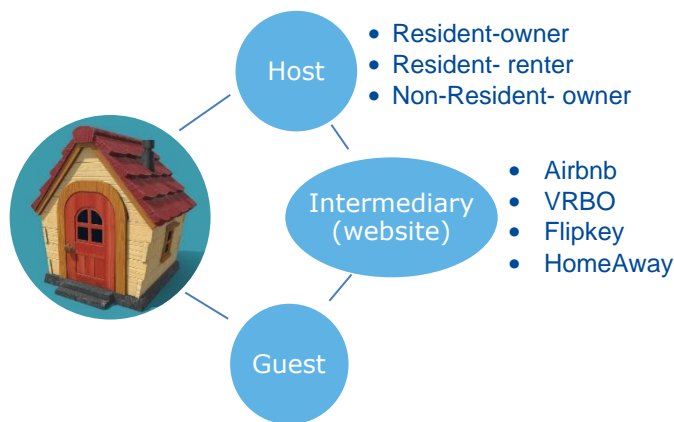 Host
• Resident-owner
• Resident- renter
• Non-Resident- owner
Intermediary
(website)
• Airbnb
• VRBO
• Flipkey
• HomeAway
Guest